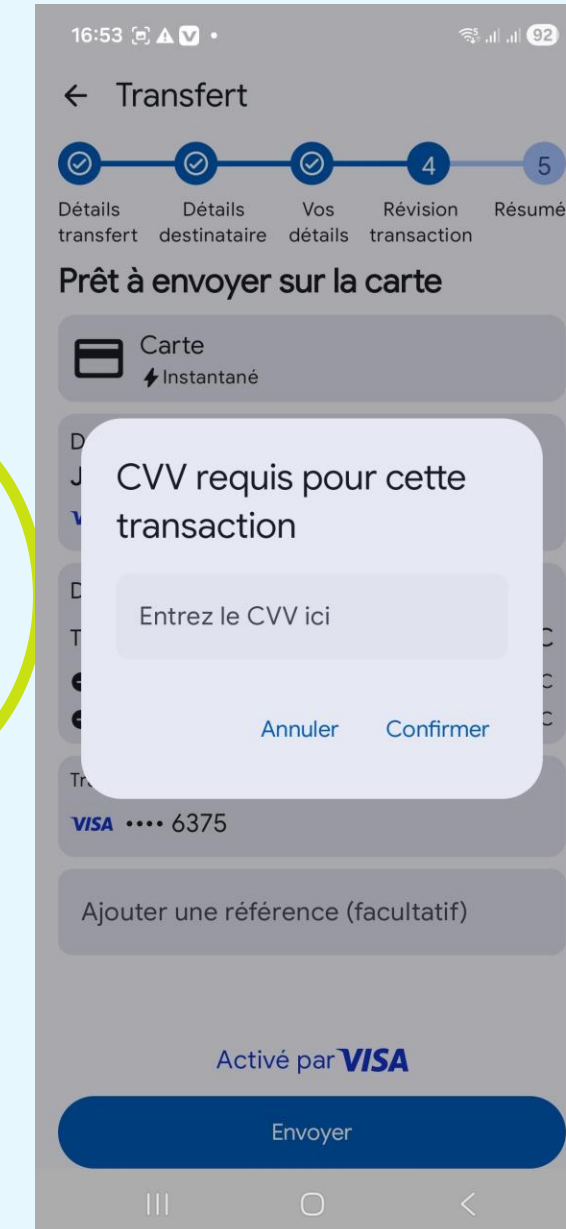 16:53
92
Transfert
4
5
Détails transfert
Détails destinataire
Vos détails
Révision transaction
Résumé
Prêt à envoyer sur la carte
Carte
Instantané
D
J
CVV requis pour cette
transaction
Entrez le CVV ici
D
T
C
C
C
Annuler
Confirmer
Tr
VISA •••• 6375
Ajouter une référence (facultatif)
Activé par VISA
Envoyer